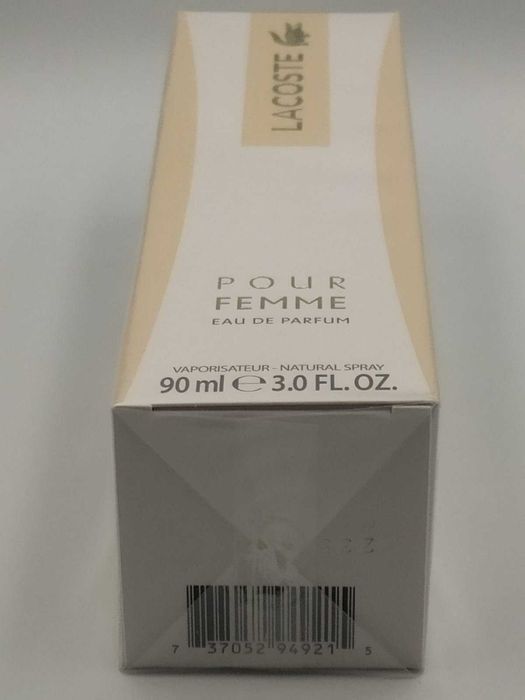 LACOSTE
POUR
FEMME
EAU DE PARFUM
VAPORISATEUR - NATURAL SPRAY
90 ml ℮ 3.0 FL. OZ.
7 37052 94921 5